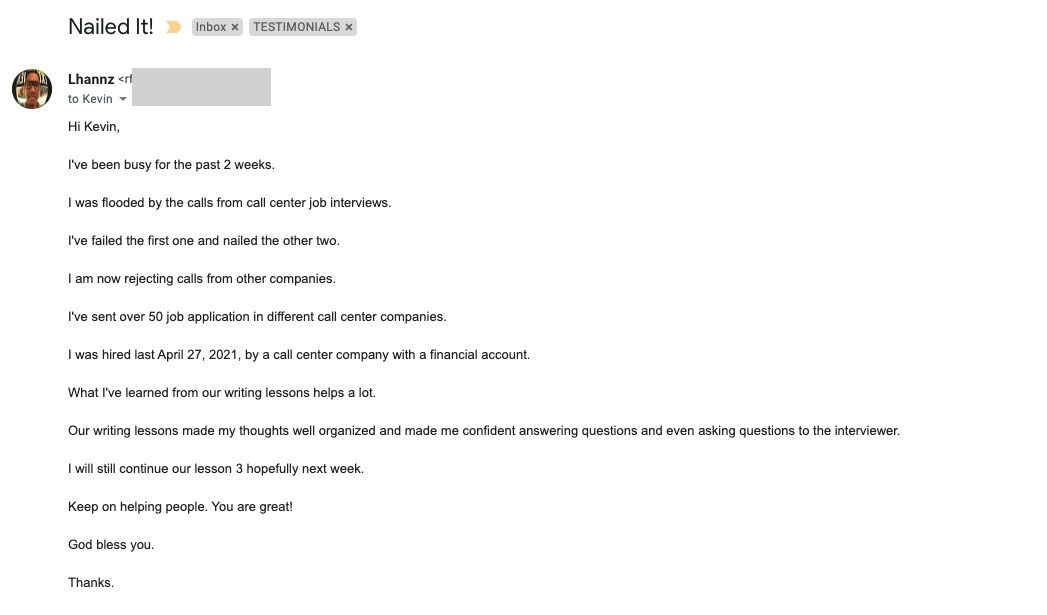 Nailed It!
Inbox ×
TESTIMONIALS ×
Lhannz <rf
to Kevin
Hi Kevin,
I've been busy for the past 2 weeks.
I was flooded by the calls from call center job interviews.
I've failed the first one and nailed the other two.
I am now rejecting calls from other companies.
I've sent over 50 job application in different call center companies.
I was hired last April 27, 2021, by a call center company with a financial account.
What I've learned from our writing lessons helps a lot.
Our writing lessons made my thoughts well organized and made me confident answering questions and even asking questions to the interviewer.
I will still continue our lesson 3 hopefully next week.
Keep on helping people. You are great!
God bless you.
Thanks.